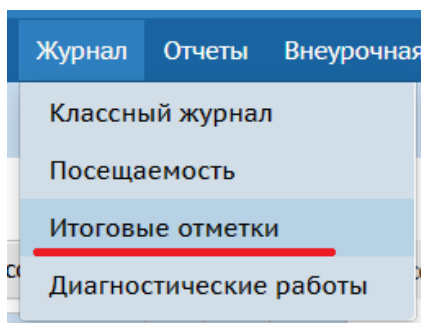 Журнал Отчеты Внеурочная
Классный журнал
Посещаемость
Итоговые отметки
Диагностические работы